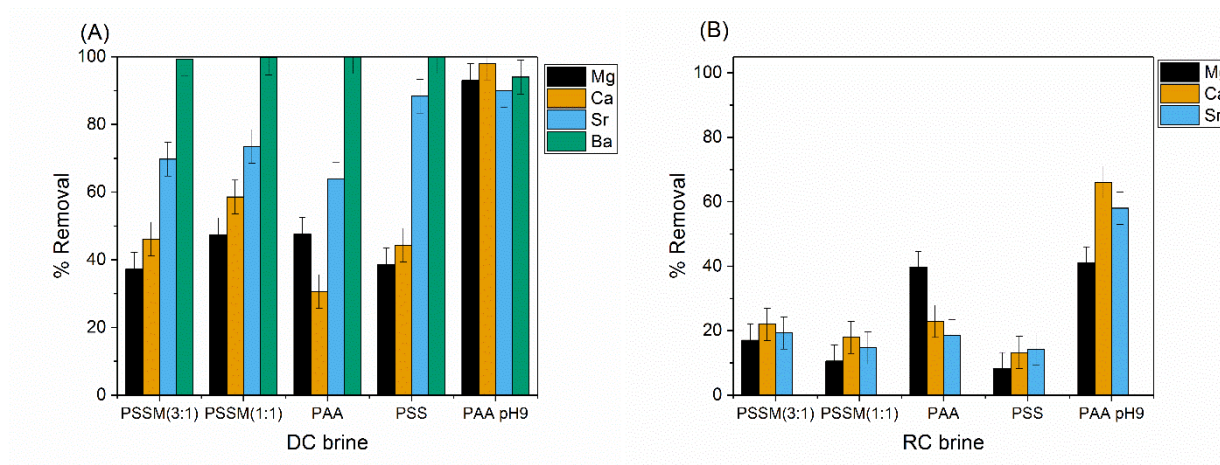 (A)
100
80
60
40
20
0
% Removal
PSSM(3:1) PSSM(1:1) PAA PSS PAA pH9
DC brine
Mg
Ca
Sr
Ba
(B)
100
80
60
40
20
0
% Removal
PSSM(3:1) PSSM(1:1) PAA PSS PAA pH9
RC brine
M
Ca
Sr